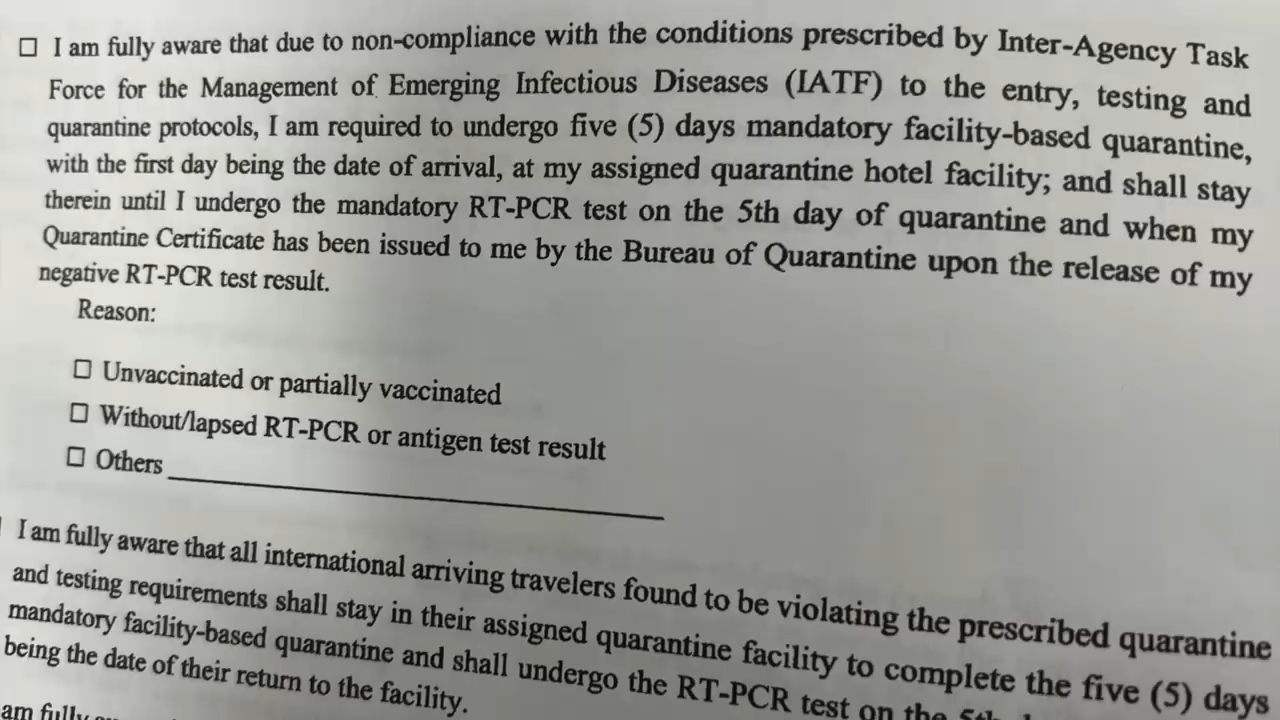 ☐ I am fully aware that due to non-compliance with the conditions prescribed by Inter-Agency Task
Force for the Management of Emerging Infectious Diseases (IATF) to the entry, testing and
quarantine protocols, I am required to undergo five (5) days mandatory facility-based quarantine,
with the first day being the date of arrival, at my assigned quarantine hotel facility; and shall stay
therein until I undergo the mandatory RT-PCR test on the 5th day of quarantine and when my
Quarantine Certificate has been issued to me by the Bureau of Quarantine upon the release of my
negative RT-PCR test result.
Reason:
☐ Unvaccinated or partially vaccinated
☐ Without/lapsed RT-PCR or antigen test result
☐ Others
I am fully aware that all international arriving travelers found to be violating the prescribed quarantine
and testing requirements shall stay in their assigned quarantine facility to complete the five (5) days
mandatory facility-based quarantine and shall undergo the RT-PCR test on the 5th
being the date of their return to the facility.
am fully